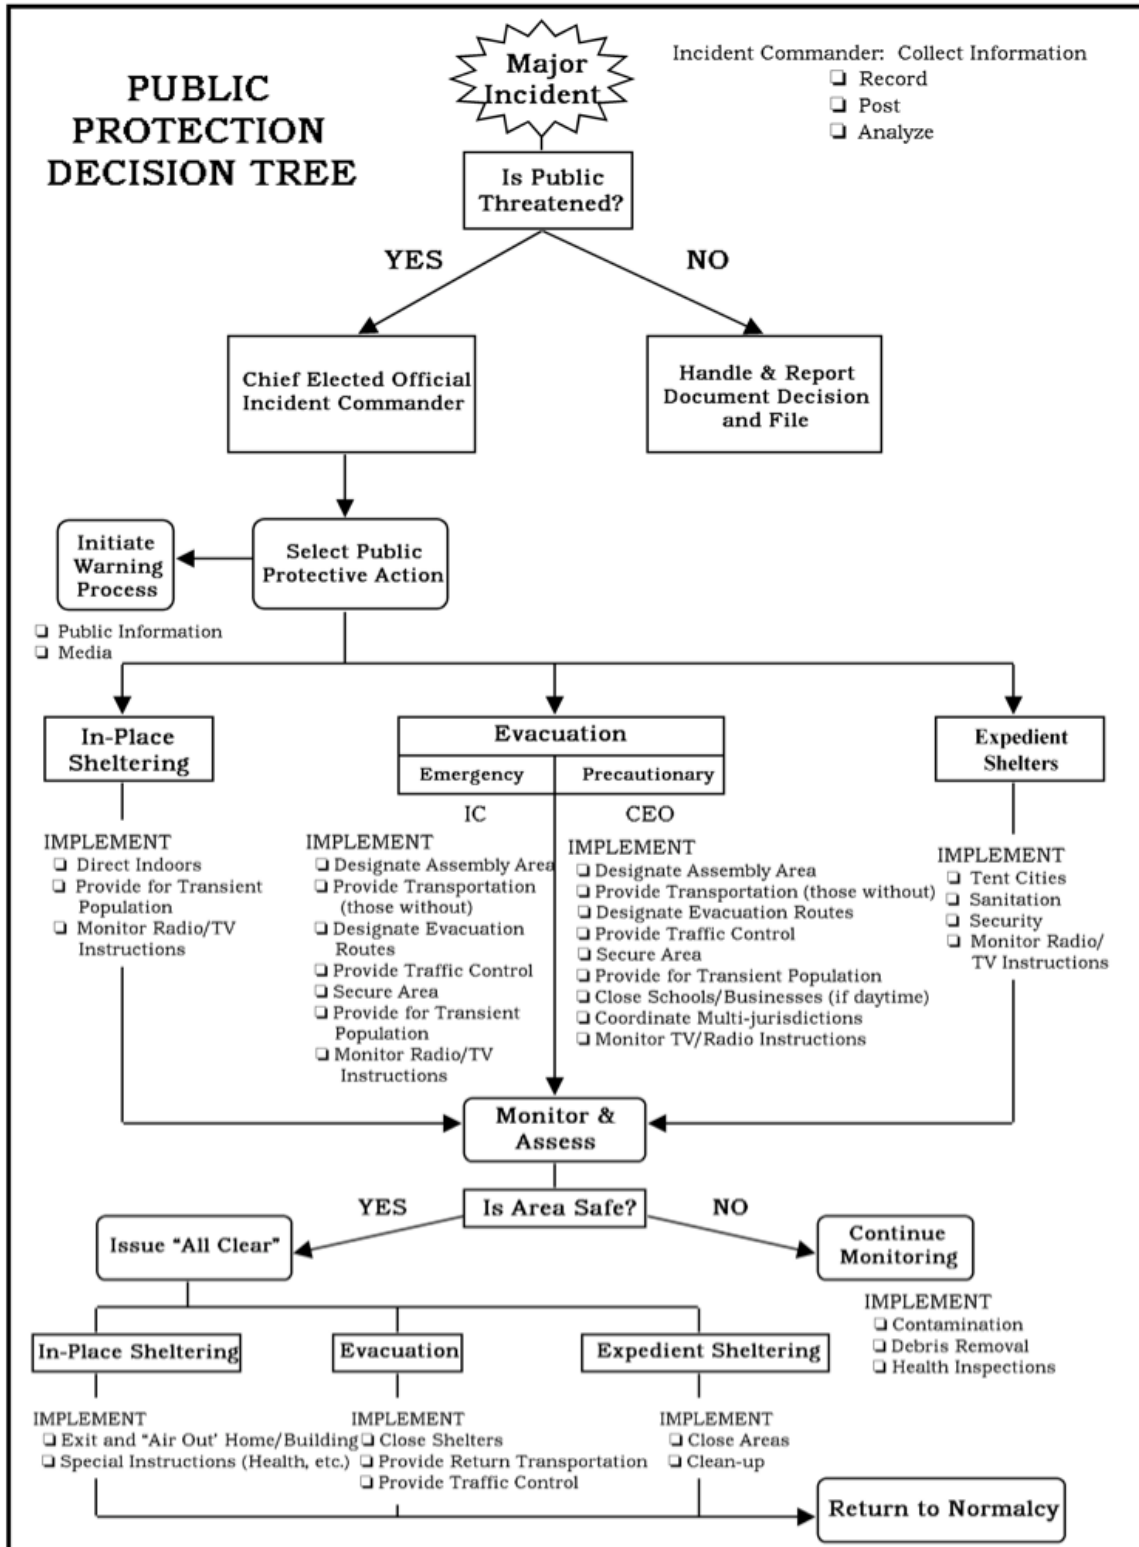 PUBLIC
PROTECTION
DECISION TREE
Major
Incident
Incident Commander: Collect Information
❑ Record
❑ Post
❑ Analyze
Is Public
Threatened?
YES
NO
Chief Elected Official
Incident Commander
Handle & Report
Document Decision
and File
Initiate
Warning
Process
Select Public
Protective Action
❑ Public Information
❑ Media
In-Place
Sheltering
Evacuation
Emergency
Precautionary
Expedient
Shelters
IC
CEO
IMPLEMENT
❑ Direct Indoors
❑ Provide for Transient
Population
❑ Monitor Radio/TV
Instructions
IMPLEMENT
❑ Designate Assembly Area
❑ Provide Transportation
(those without)
❑ Designate Evacuation
Routes
❑ Provide Traffic Control
❑ Secure Area
❑ Provide for Transient
Population
❑ Monitor Radio/TV
Instructions
IMPLEMENT
❑ Designate Assembly Area
❑ Provide Transportation (those without)
❑ Designate Evacuation Routes
❑ Provide Traffic Control
❑ Secure Area
❑ Provide for Transient Population
❑ Close Schools/Businesses (if daytime)
❑ Coordinate Multi-jurisdictions
❑ Monitor TV/Radio Instructions
IMPLEMENT
❑ Tent Cities
❑ Sanitation
❑ Security
❑ Monitor Radio/
TV Instructions
Monitor &
Assess
Is Area Safe?
YES
NO
Issue "All Clear"
Continue
Monitoring
IMPLEMENT
❑ Contamination
❑ Debris Removal
❑ Health Inspections
In-Place Sheltering
Evacuation
Expedient Sheltering
IMPLEMENT
❑ Exit and "Air Out' Home/Building
❑ Special Instructions (Health, etc.)
IMPLEMENT
❑ Close Shelters
❑ Provide Return Transportation
❑ Provide Traffic Control
IMPLEMENT
❑ Close Areas
❑ Clean-up
Return to Normalcy